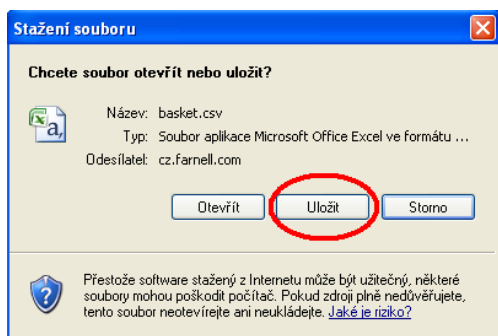 Stažení souboru
Chcete soubor otevřít nebo uložit?
Název: basket.csv
Typ: Soubor aplikace Microsoft Office Excel ve formátu ...
Odesílatel: cz.farnell.com
Otevřít Uložit Storno
Přestože software stažený z Internetu může být užitečný, některé
soubory mohou poškodit počítač. Pokud zdroji plně nedůvěřujete,
tento soubor neotevírejte ani neukládejte. Jaké je riziko?